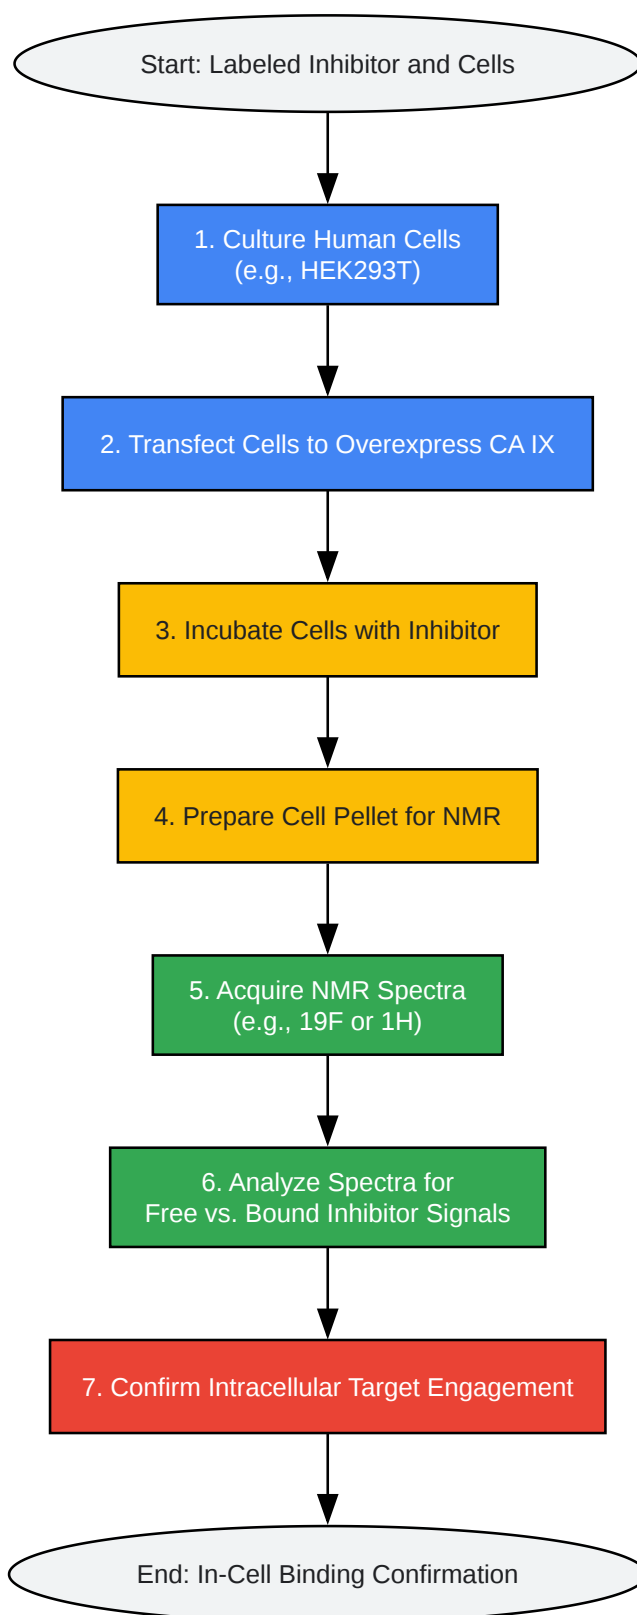 Start: Labeled Inhibitor and Cells
1. Culture Human Cells
(e.g., HEK293T)
2. Transfect Cells to Overexpress CA IX
3. Incubate Cells with Inhibitor
4. Prepare Cell Pellet for NMR
5. Acquire NMR Spectra
(e.g., 19F or 1H)
6. Analyze Spectra for
Free vs. Bound Inhibitor Signals
7. Confirm Intracellular Target Engagement
End: In-Cell Binding Confirmation